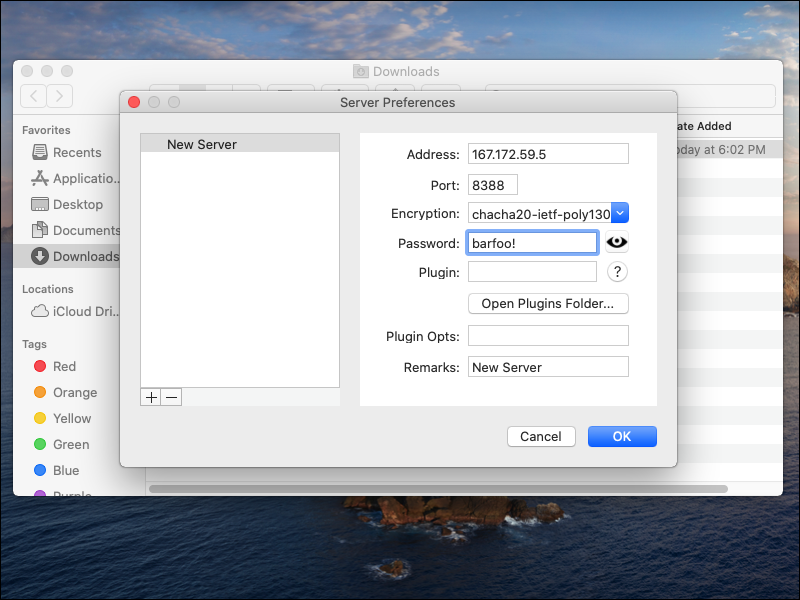 Downloads
Server Preferences
Favorites
Recents
Applicatio..
Desktop
Documents
Downloads
Locations
iCloud Dri..
Tags
Red
Orange
Yellow
Green
Blue
Purple
New Server
Address: 167.172.59.5
Port: 8388
Encryption: chacha20-ietf-poly130
Password: barfoo!
Plugin:
?
Open Plugins Folder...
Plugin Opts:
Remarks: New Server
Cancel
OK
ate Added
oday at 6:02 PM